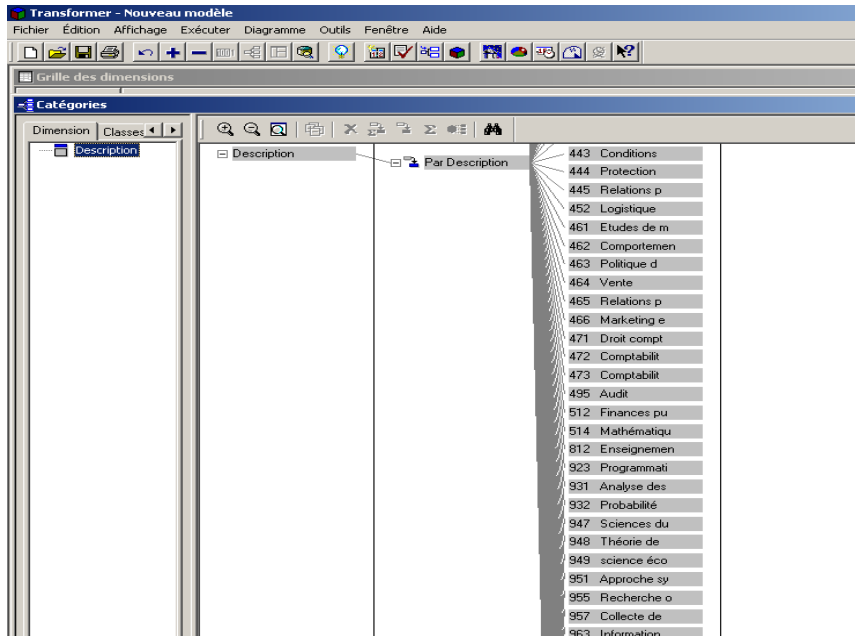 Transformer - Nouveau modèle
Fichier Édition Affichage Exécuter Diagramme Outils Fenêtre Aide
Grille des dimensions
Catégories
Dimension Classes
Description
Description
Par Description
443 Conditions
444 Protection
445 Relations p
452 Logistique
461 Etudes de m
462 Comportemen
463 Politique d
464 Vente
465 Relations p
466 Marketing e
471 Droit compt
472 Comptabilit
473 Comptabilit
495 Audit
512 Finances pu
514 Mathématiqu
812 Enseignemen
923 Programmati
931 Analyse des
932 Probabilité
947 Sciences du
948 Théorie de
949 science éco
951 Approche sy
955 Recherche o
957 Collecte de
963 Information